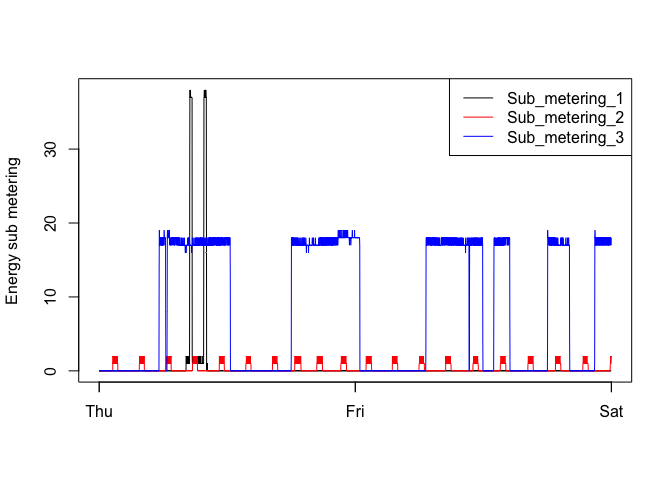 Sub_metering_1
Sub_metering_2
Sub_metering_3
Energy sub metering
30
20
10
0
Thu Fri Sat